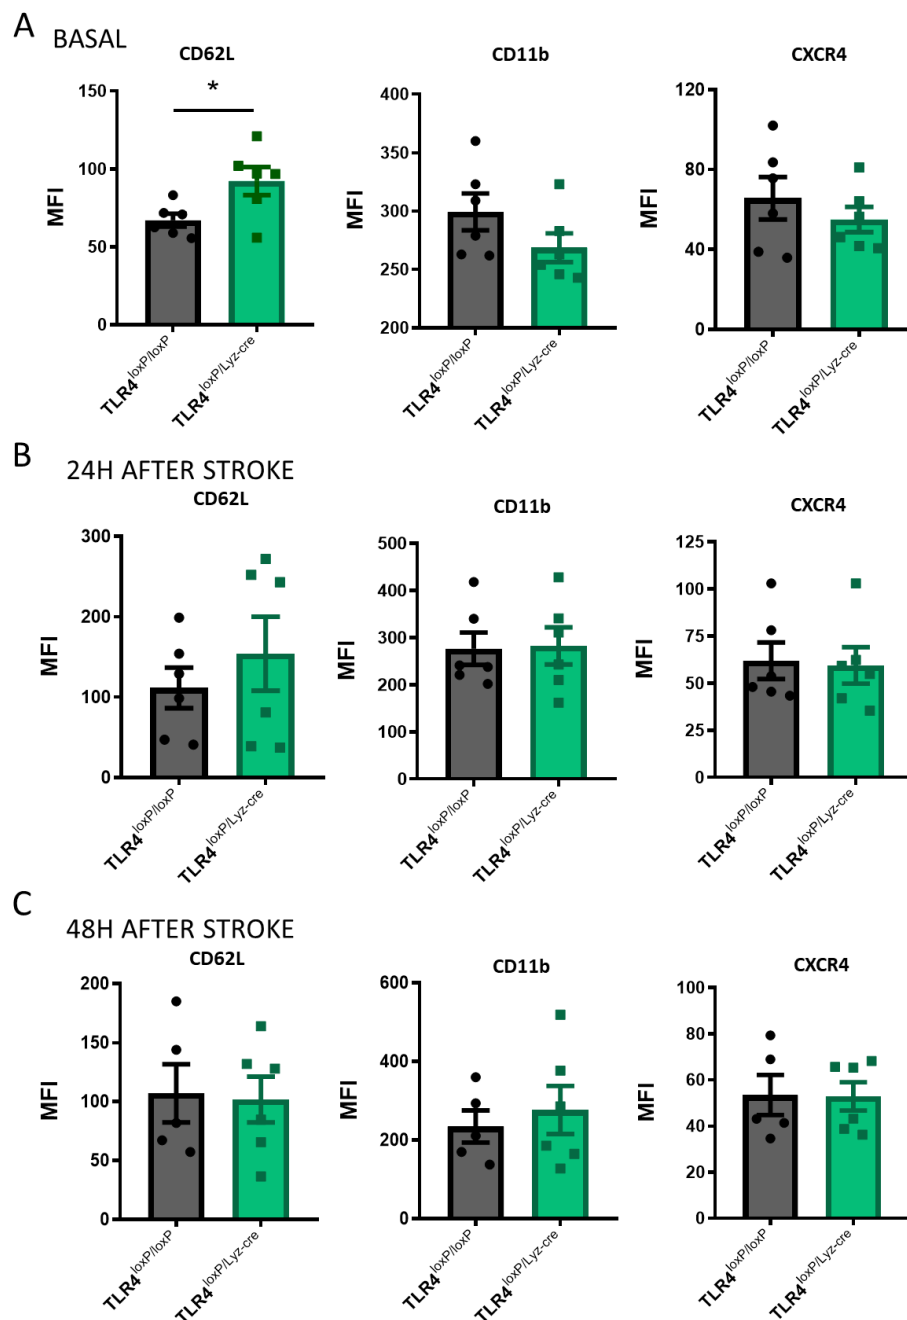 A
BASAL
CD62L
CD11b
CXCR4
*
MFI
150
100
50
0
MFI
400
350
300
250
200
MFI
120
80
40
0
TLR4loxP/loxP
TLR4loxP/Lyz-cre
TLR4loxP/loxP
TLR4loxP/Lyz-cre
TLR4loxP/loxP
TLR4loxP/Lyz-cre
B
24H AFTER STROKE
CD62L
CD11b
CXCR4
MFI
300
200
100
0
MFI
500
400
300
200
100
0
MFI
125
100
75
50
25
0
TLR4loxP/loxP
TLR4loxP/Lyz-cre
TLR4loxP/loxP
TLR4loxP/Lyz-cre
TLR4loxP/loxP
TLR4loxP/Lyz-cre
C
48H AFTER STROKE
CD62L
CD11b
CXCR4
MFI
200
150
100
50
0
MFI
600
400
200
0
MFI
100
80
60
40
20
0
TLR4loxP/loxP
TLR4loxP/Lyz-cre
TLR4loxP/loxP
TLR4loxP/Lyz-cre
TLR4loxP/loxP
TLR4loxP/Lyz-cre